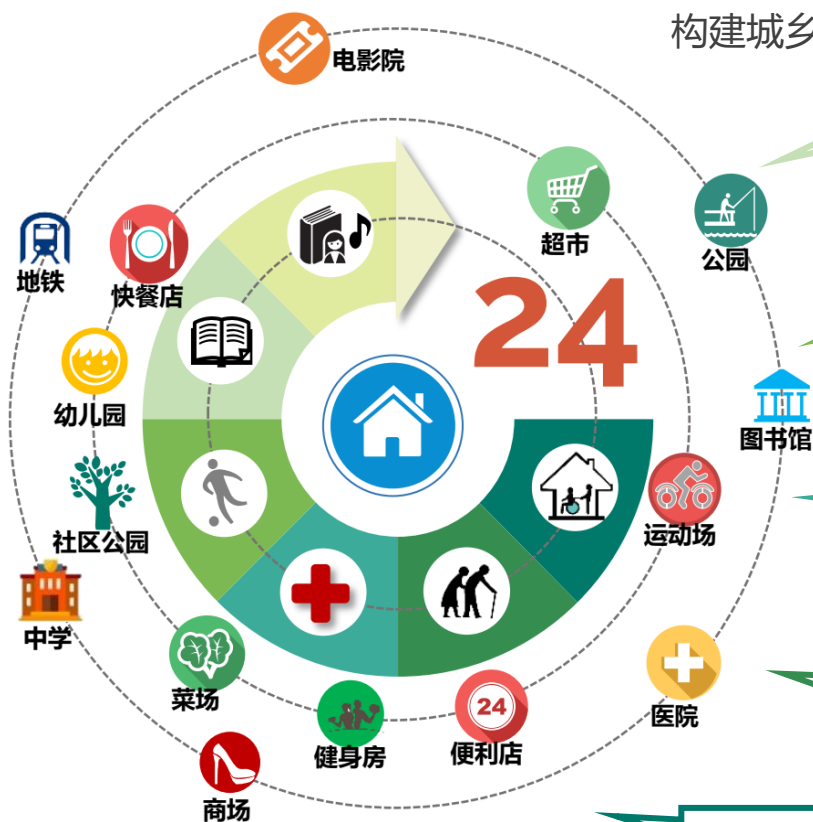 构建城乡
电影院
超市
公园
地铁
快餐店
24
幼儿园
图书馆
社区公园
运动场
中学
菜场
24
医院
健身房
便利店
商场